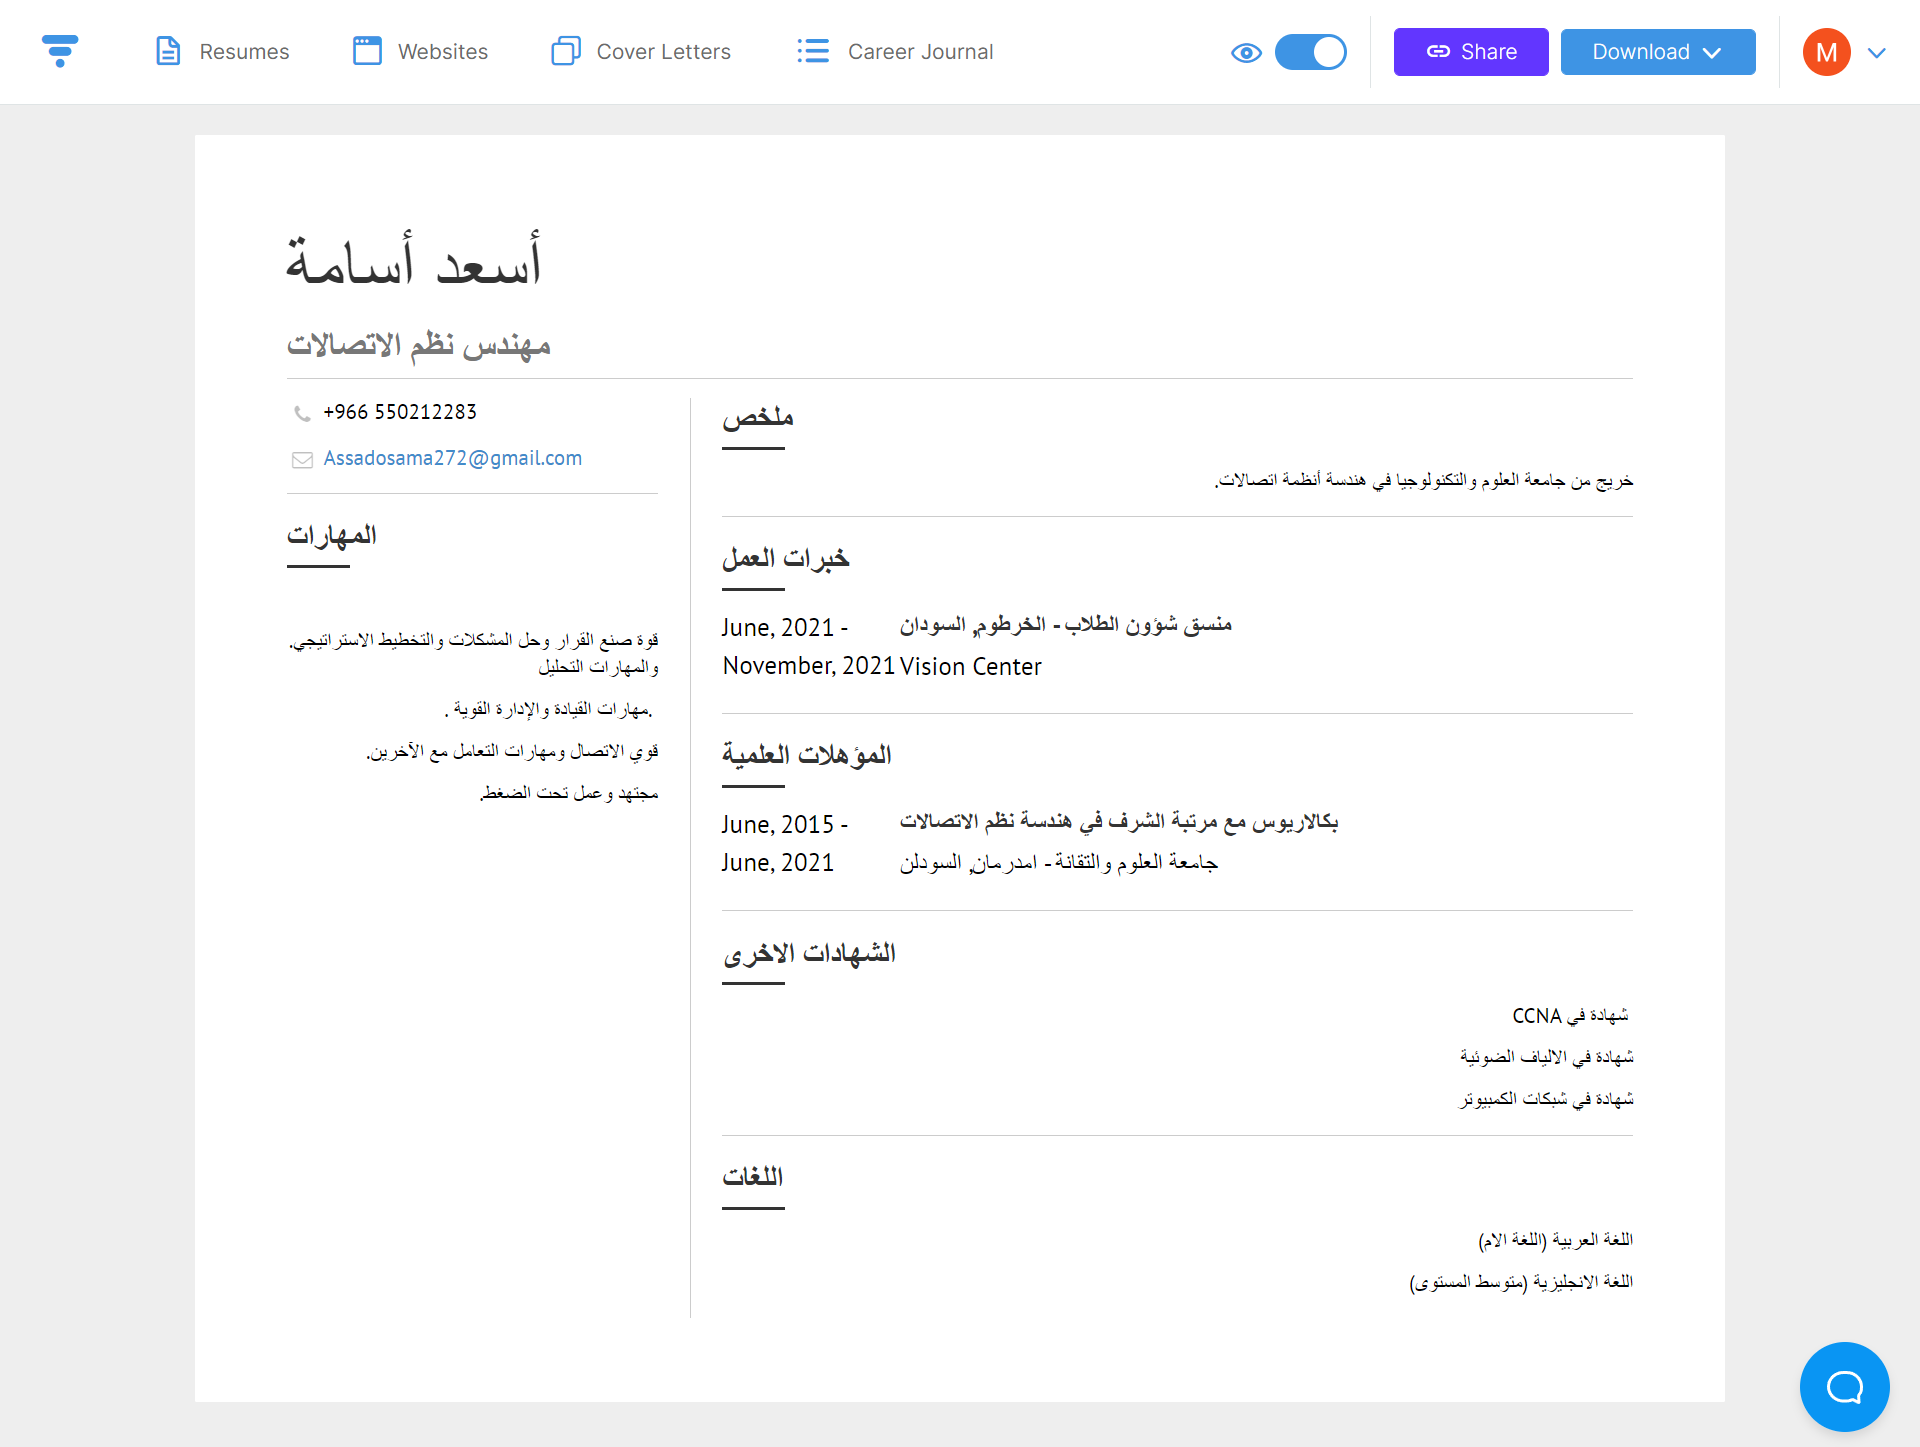 Resumes
Websites
Cover Letters
Career Journal
Share
Download
M
أسعد أسامة
مهندس نظم الاتصالات
+966 550212283
Assadosama272@gmail.com
المهارات
قوة صنع القرار وحل المشكلات والتخطيط الاستراتيجي.
والمهارات التحليل
.مهارات القيادة والإدارة القوية .
قوي الاتصال ومهارات التعامل مع الآخرين.
مجتهد وعمل تحت الضغط.
ملخص
خريج من جامعة العلوم والتكنولوجيا في هندسة أنظمة اتصالات.
خبرات العمل
June, 2021 -
November, 2021
منسق شؤون الطلاب - الخرطوم, السودان
Vision Center
المؤهلات العلمية
June, 2015 -
June, 2021
بكالاريوس مع مرتبة الشرف في هندسة نظم الاتصالات
جامعة العلوم والتقانة - امدرمان, السودلن
الشهادات الاخرى
شهادة في CCNA
شهادة في الالياف الضوئية
شهادة في شبكات الكمبيوتر
اللغات
اللغة العربية (اللغة الام)
اللغة الانجليزية (متوسط المستوى)